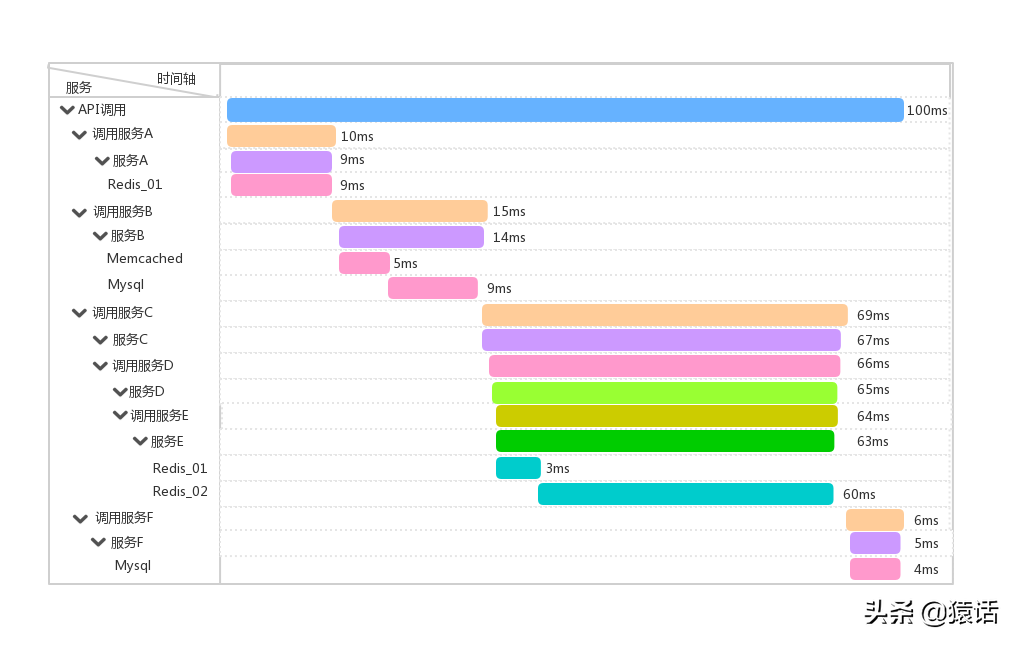 时间轴
服务
API调用 100ms
调用服务A 10ms
服务A 9ms
Redis_01 9ms
调用服务B 15ms
服务B 14ms
Memcached 5ms
Mysql 9ms
调用服务C 69ms
服务C 67ms
调用服务D 66ms
服务D 65ms
调用服务E 64ms
服务E 63ms
Redis_01 3ms
Redis_02 60ms
调用服务F 6ms
服务F 5ms
Mysql 4ms
头条 @猿话